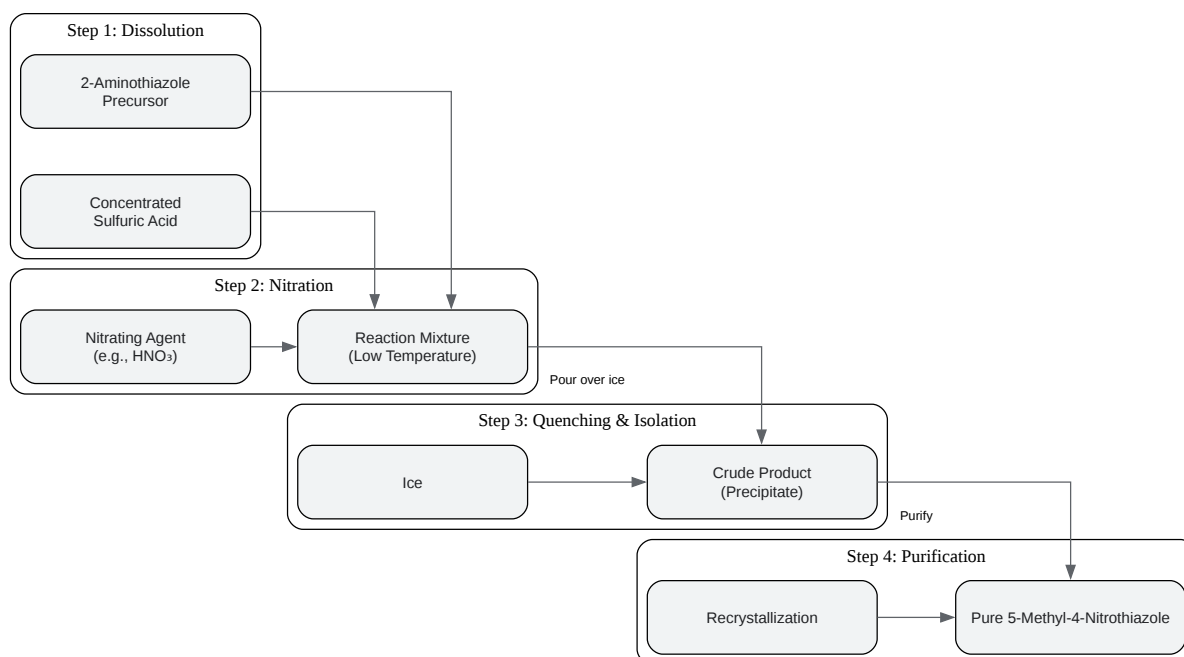 Step 1: Dissolution
2-Aminothiazole
Precursor
Concentrated
Sulfuric Acid
Step 2: Nitration
Nitrating Agent
(e.g., HNO₃)
Reaction Mixture
(Low Temperature)
Pour over ice
Step 3: Quenching & Isolation
Ice
Crude Product
(Precipitate)
Purify
Step 4: Purification
Recrystallization
Pure 5-Methyl-4-Nitrothiazole